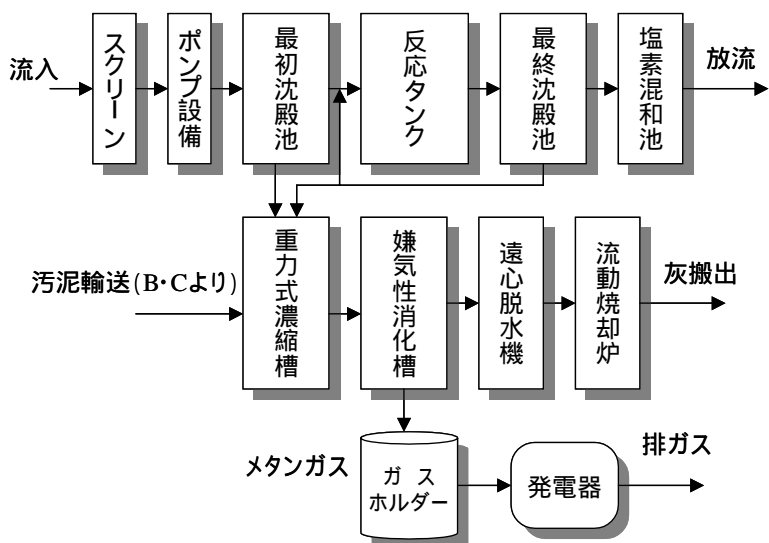 流入
スクリーン
ポンプ設備
最初沈殿池
反応タンク
最終沈殿池
塩素混和池
放流
汚泥輸送(B・Cより)
重力式濃縮槽
嫌気性消化槽
遠心脱水機
流動焼却炉
灰搬出
メタンガス
ガス
ホルダー
発電器
排ガス